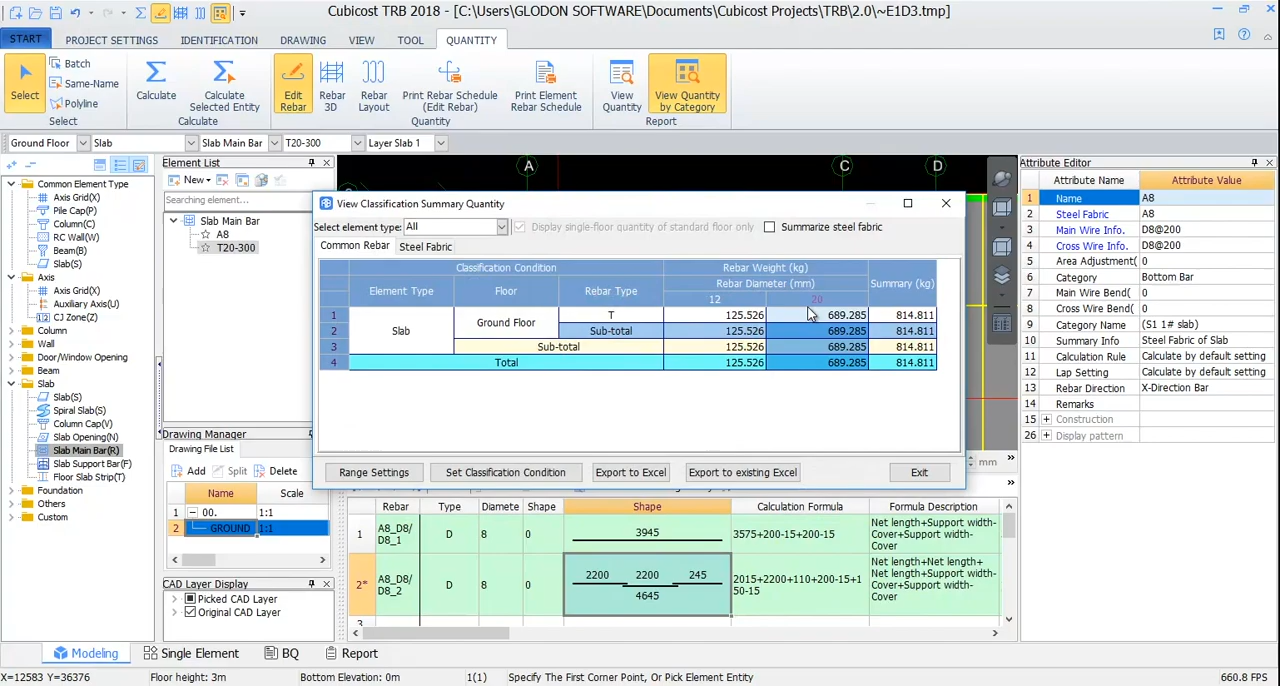 Cubicost TRB 2018 - [C:\Users\GLODON SOFTWARE\Documents\Cubicost Projects\TRB\2.0\~E1D3.tmp]
START PROJECT SETTINGS IDENTIFICATION DRAWING VIEW TOOL QUANTITY
Select
Batch
Same-Name
Polyline
Select
Calculate
Calculate Selected Entity
Calculate
Edit Rebar
Rebar 3D
Rebar Layout
Print Rebar Schedule (Edit Rebar)
Print Element Rebar Schedule
Quantity
View Quantity
View Quantity by Category
Report
Ground Floor Slab Slab Main Bar T20-300 Layer Slab 1
Common Element Type
Axis Grid(X)
Pile Cap(P)
Column(C)
RC Wall(W)
Beam(B)
Slab(S)
Axis
Axis Grid(X)
Auxiliary Axis(U)
CJ Zone(Z)
Column
Wall
Door/Window Opening
Beam
Slab
Slab(S)
Spiral Slab(S)
Column Cap(V)
Slab Opening(N)
Slab Main Bar(R)
Slab Support Bar(F)
Floor Slab Strip(T)
Foundation
Others
Custom
Element List
New
Searching element...
Slab Main Bar
A8
T20-300
Drawing Manager
Drawing File List
Add Split Delete
Name Scale
1 00. 1:1
2 GROUND 1:1
CAD Layer Display
Picked CAD Layer
Original CAD Layer
A C D
View Classification Summary Quantity
Select element type: All Display single-floor quantity of standard floor only Summarize steel fabric
Common Rebar Steel Fabric
Classification Condition Rebar Weight (kg)
Element Type Floor Rebar Type Rebar Diameter (mm) Summary (kg)
12 20
1 Slab Ground Floor T 125.526 689.285 814.811
2 Sub-total 125.526 689.285 814.811
3 Sub-total 125.526 689.285 814.811
4 Total 125.526 689.285 814.811
Range Settings Set Classification Condition Export to Excel Export to existing Excel Exit
mm
Rebar Type Diamete Shape Shape Calculation Formula Formula Description
1 A8_D8/D8_1 D 8 0 3945 3575+200-15+200-15 Net length+Support width-Cover+Support width-Cover
2* A8_D8/D8_2 D 8 0 2200 2200 245 4645 2015+2200+110+200-15+150-15 Net length+Net length+Net length+Support width-Cover+Support width-Cover
3
Attribute Editor
Attribute Name Attribute Value
1 Name A8
2 Steel Fabric A8
3 Main Wire Info. D8@200
4 Cross Wire Info. D8@200
5 Area Adjustment( 0
6 Category Bottom Bar
7 Main Wire Bend( 0
8 Cross Wire Bend( 0
9 Category Name (S1 1# slab)
10 Summary Info Steel Fabric of Slab
11 Calculation Rule Calculate by default setting
12 Lap Setting Calculate by default setting
13 Rebar Direction X-Direction Bar
14 Remarks
15 Construction
26 Display pattern
Modeling Single Element BQ Report
X=12583 Y=36376 Floor height: 3m Bottom Elevation: 0m 1(1) Specify The First Corner Point, Or Pick Element Entity 660.8 FPS